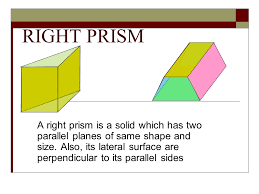 RIGHT PRISM
A right prism is a solid which has two
parallel planes of same shape and
size. Also, its lateral surface are
perpendicular to its parallel sides